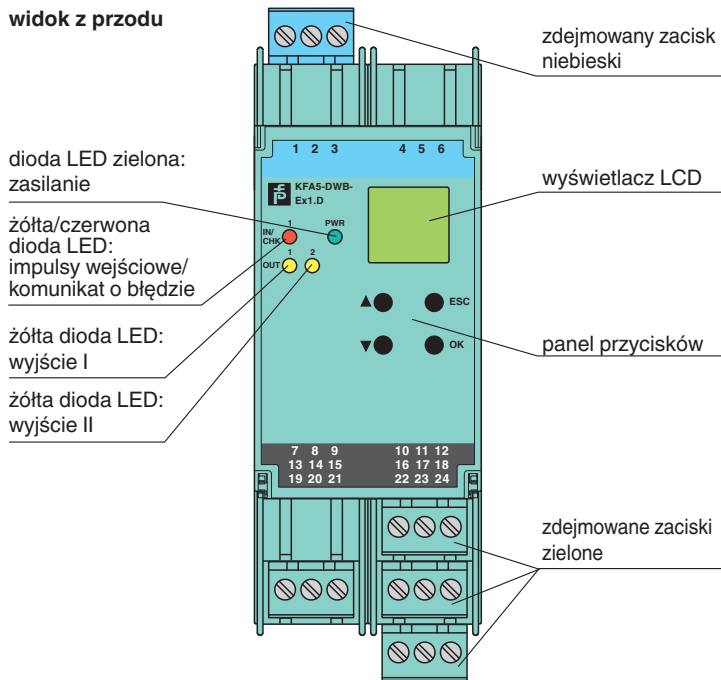 widok z przodu
zdejmowany zacisk
niebieski
1 2 3 4 5 6
dioda LED zielona:
zasilanie
KFA5-DWB-
Ex1.D
wyświetlacz LCD
1 PWR
IN/
CHK
żółta/czerwona
dioda LED:
impulsy wejściowe/
komunikat o błędzie
1 2
OUT
▲ ESC
▼ OK
żółta dioda LED:
wyjście I
panel przycisków
żółta dioda LED:
wyjście II
7 8 9 10 11 12
13 14 15 16 17 18
19 20 21 22 23 24
zdejmowane zaciski
zielone